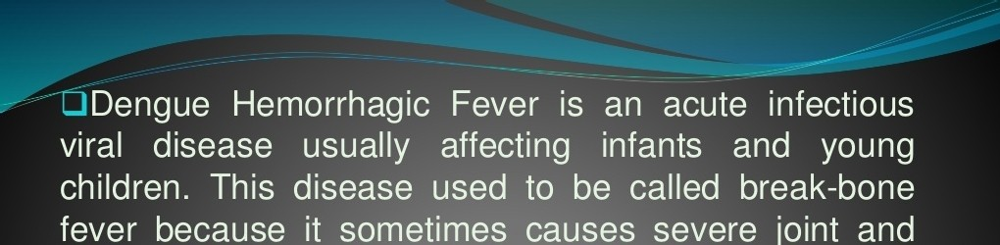 ❑Dengue Hemorrhagic Fever is an acute infectious
viral disease usually affecting infants and young
children. This disease used to be called break-bone
fever because it sometimes causes severe joint and